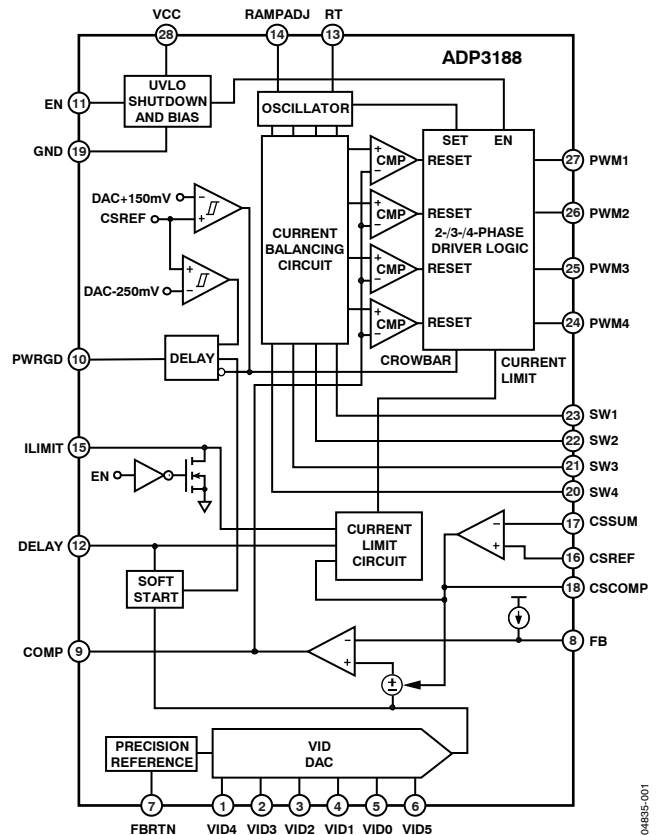 VCC
RAMPADJ
RT
28
14
13
ADP3188
EN
11
UVLO
SHUTDOWN
AND BIAS
OSCILLATOR
GND
19
SET
EN
+
CMP
–
RESET
27
PWM1
DAC+150mV
–
CSREF
+
CURRENT
BALANCING
CIRCUIT
+
CMP
–
RESET
2-/3-/4-PHASE
DRIVER LOGIC
26
PWM2
+
DAC-250mV
–
+
CMP
–
RESET
25
PWM3
+
CMP
–
RESET
24
PWM4
PWRGD
10
DELAY
CROWBAR
CURRENT
LIMIT
23
SW1
ILIMIT
15
22
SW2
EN
21
SW3
20
SW4
DELAY
12
CURRENT
LIMIT
CIRCUIT
–
17
CSSUM
+
16
CSREF
SOFT
START
18
CSCOMP
COMP
9
–
+
8
FB
±
PRECISION
REFERENCE
VID
DAC
7
1
2
3
4
5
6
FBRTN
VID4
VID3
VID2
VID1
VID0
VID5
04835-001